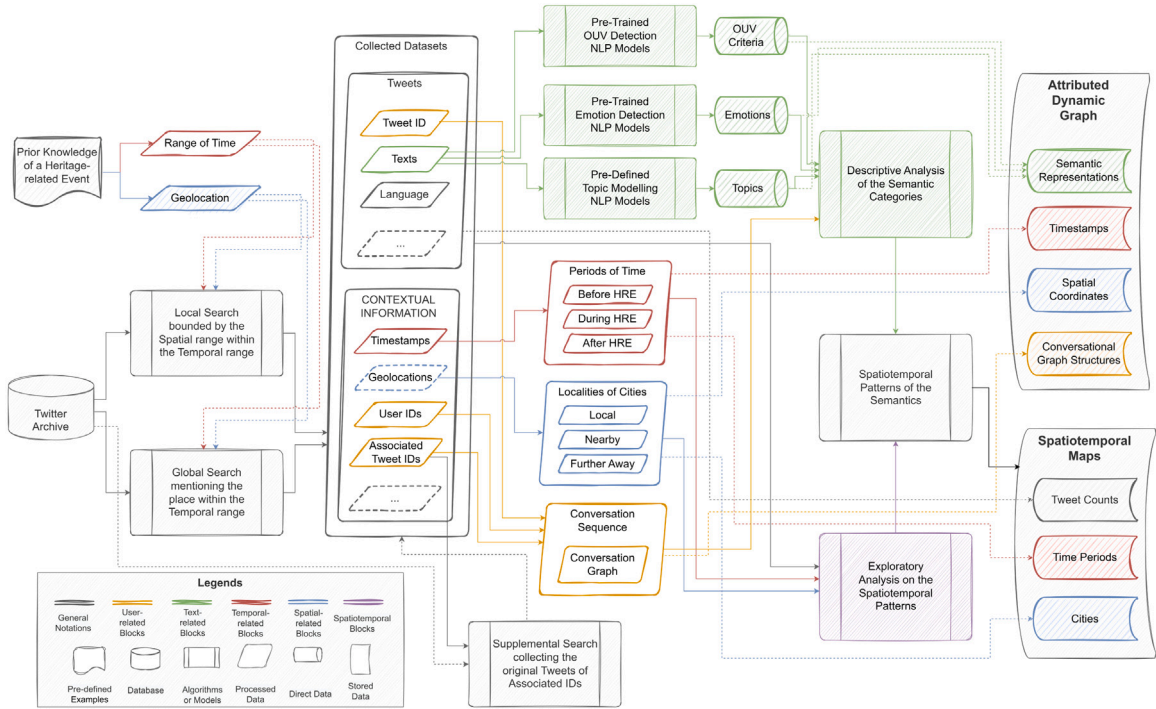 Prior Knowledge
of a Heritage-
related Event
Range of Time
Geolocation
Local Search
bounded by the
Spatial range within
the Temporal range
Twitter
Archive
Global Search
mentioning the
place within the
Temporal range
Collected Datasets
Tweets
Tweet ID
Texts
Language
...
CONTEXTUAL
INFORMATION
Timestamps
Geolocations
User IDs
Associated
Tweet IDs
...
Pre-Trained
OUV Detection
NLP Models
OUV
Criteria
Pre-Trained
Emotion Detection
NLP Models
Emotions
Pre-Defined
Topic Modelling
NLP Models
Topics
Periods of Time
Before HRE
During HRE
After HRE
Localities of Cities
Local
Nearby
Further Away
Conversation
Sequence
Conversation
Graph
Supplemental Search
collecting the
original Tweets of
Associated IDs
Descriptive Analysis
of the Semantic
Categories
Spatiotemporal
Patterns of the
Semantics
Exploratory
Analysis on the
Spatiotemporal
Patterns
Attributed
Dynamic
Graph
Semantic
Representations
Timestamps
Spatial
Coordinates
Conversational
Graph Structures
Spatiotemporal
Maps
Tweet Counts
Time Periods
Cities
Legends
General
Notations
User-
related
Blocks
Text-
related
Blocks
Temporal-
related
Blocks
Spatial-
related
Blocks
Spatiotemporal
Blocks
Pre-defined
Examples
Database
Algorithms
or Models
Processed
Data
Direct Data
Stored
Data